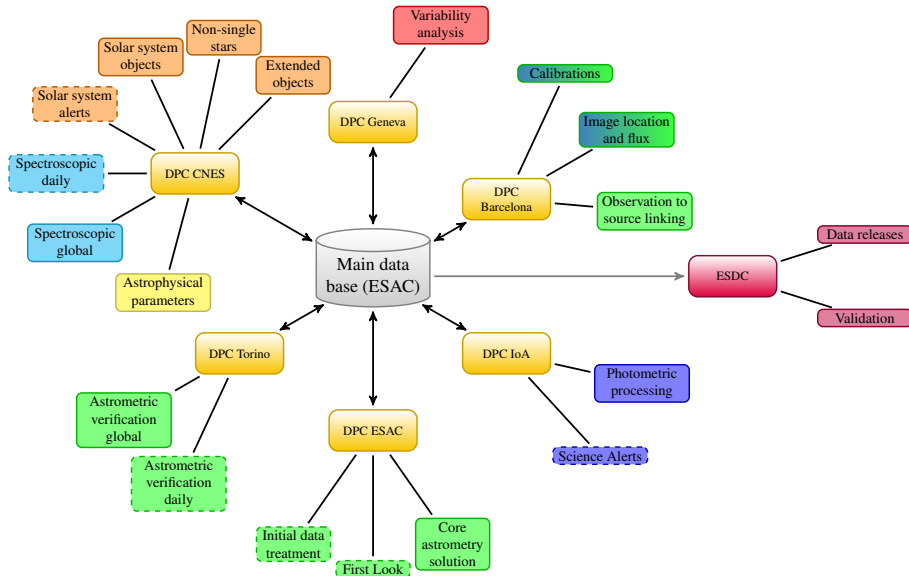 Variability
analysis
Non-single
stars
Solar system
objects
Extended
objects
Solar system
alerts
DPC Geneva
Calibrations
Image location
and flux
Spectroscopic
daily
DPC CNES
DPC
Barcelona
Observation to
source linking
Spectroscopic
global
Main data
base (ESAC)
Data releases
ESDC
Validation
Astrophysical
parameters
DPC Torino
DPC IoA
Photometric
processing
Astrometric
verification
global
DPC ESAC
Science Alerts
Astrometric
verification
daily
Initial data
treatment
First Look
Core
astrometry
solution